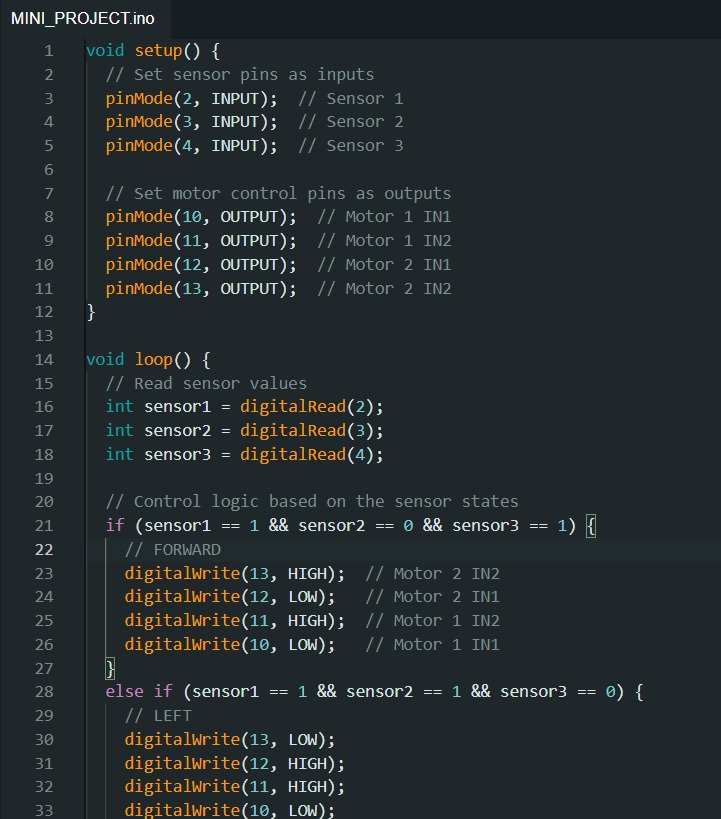 MINI_PROJECT.ino
1 void setup() {
2 // Set sensor pins as inputs
3 pinMode(2, INPUT);  // Sensor 1
4 pinMode(3, INPUT);  // Sensor 2
5 pinMode(4, INPUT);  // Sensor 3
6
7 // Set motor control pins as outputs
8 pinMode(10, OUTPUT);  // Motor 1 IN1
9 pinMode(11, OUTPUT);  // Motor 1 IN2
10 pinMode(12, OUTPUT);  // Motor 2 IN1
11 pinMode(13, OUTPUT);  // Motor 2 IN2
12 }
13
14 void loop() {
15 // Read sensor values
16 int sensor1 = digitalRead(2);
17 int sensor2 = digitalRead(3);
18 int sensor3 = digitalRead(4);
19
20 // Control logic based on the sensor states
21 if (sensor1 == 1 && sensor2 == 0 && sensor3 == 1) {
22 // FORWARD
23 digitalWrite(13, HIGH);  // Motor 2 IN2
24 digitalWrite(12, LOW);   // Motor 2 IN1
25 digitalWrite(11, HIGH);  // Motor 1 IN2
26 digitalWrite(10, LOW);   // Motor 1 IN1
27 }
28 else if (sensor1 == 1 && sensor2 == 1 && sensor3 == 0) {
29 // LEFT
30 digitalWrite(13, LOW);
31 digitalWrite(12, HIGH);
32 digitalWrite(11, HIGH);
33 digitalWrite(10, LOW);